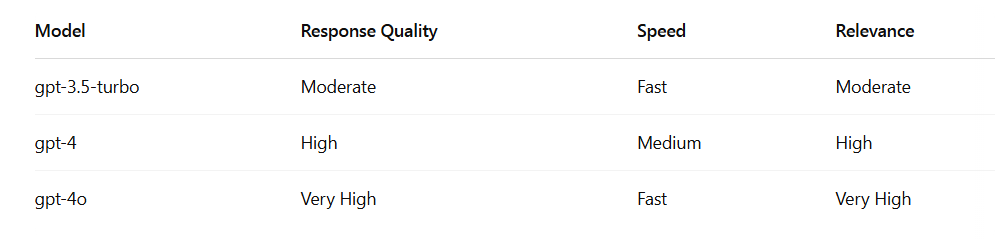 Model Response Quality Speed Relevance
gpt-3.5-turbo Moderate Fast Moderate
gpt-4 High Medium High
gpt-4o Very High Fast Very High